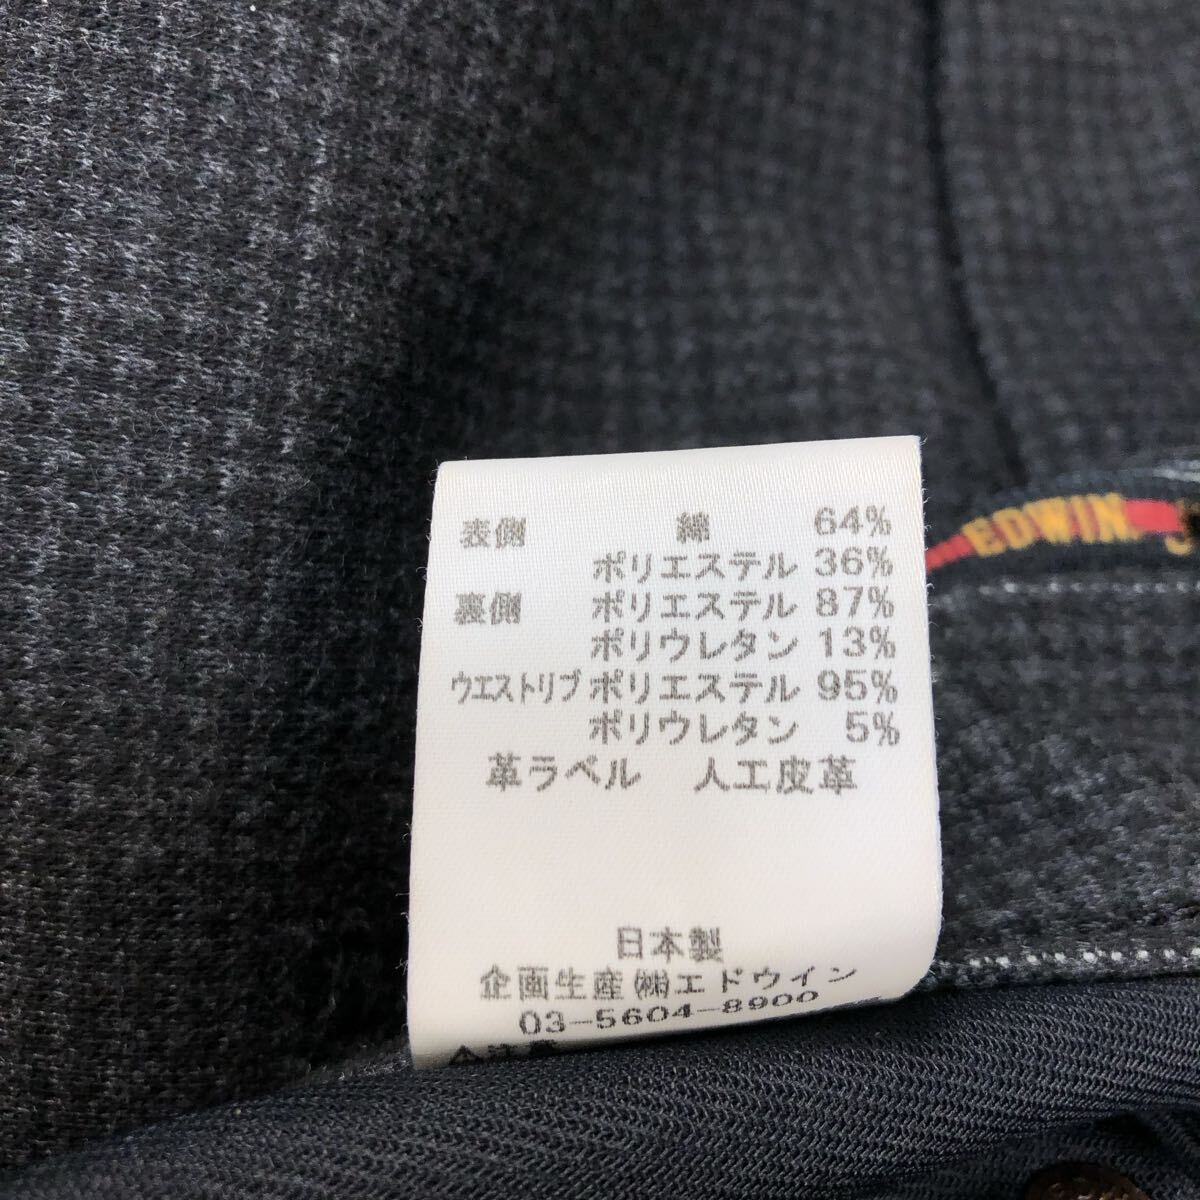 表側 綿 64%
ポリエステル 36%
裏側 ポリエステル 87%
ポリウレタン 13%
ウエストリブ ポリエステル 95%
ポリウレタン 5%
革ラベル 人工皮革
日本製
企画生産㈱エドウイン
03-5604-8900
EDWIN